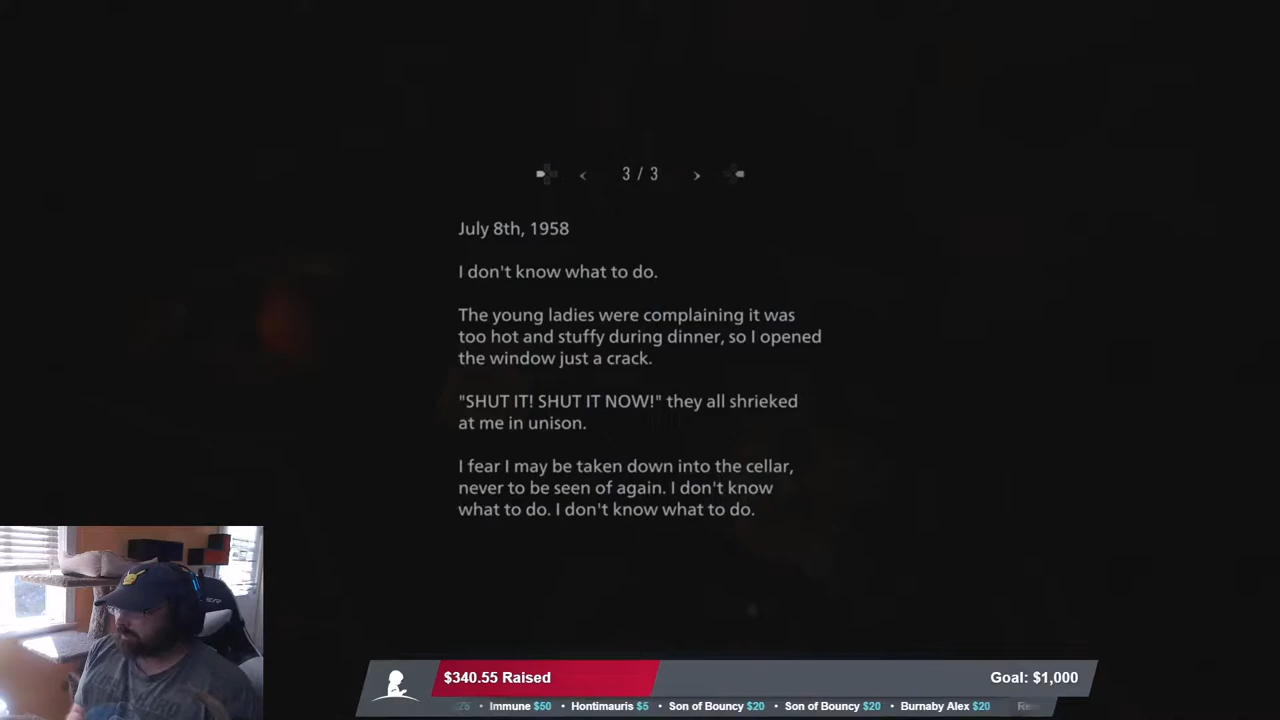 3 / 3
July 8th, 1958
I don't know what to do.
The young ladies were complaining it was
too hot and stuffy during dinner, so I opened
the window just a crack.
"SHUT IT! SHUT IT NOW!" they all shrieked
at me in unison.
I fear I may be taken down into the cellar,
never to be seen of again. I don't know
what to do. I don't know what to do.
$340.55 Raised
Goal: $1,000
• Immune $50 • Hontimauris $5 • Son of Bouncy $20 • Son of Bouncy $20 • Burnaby Alex $20